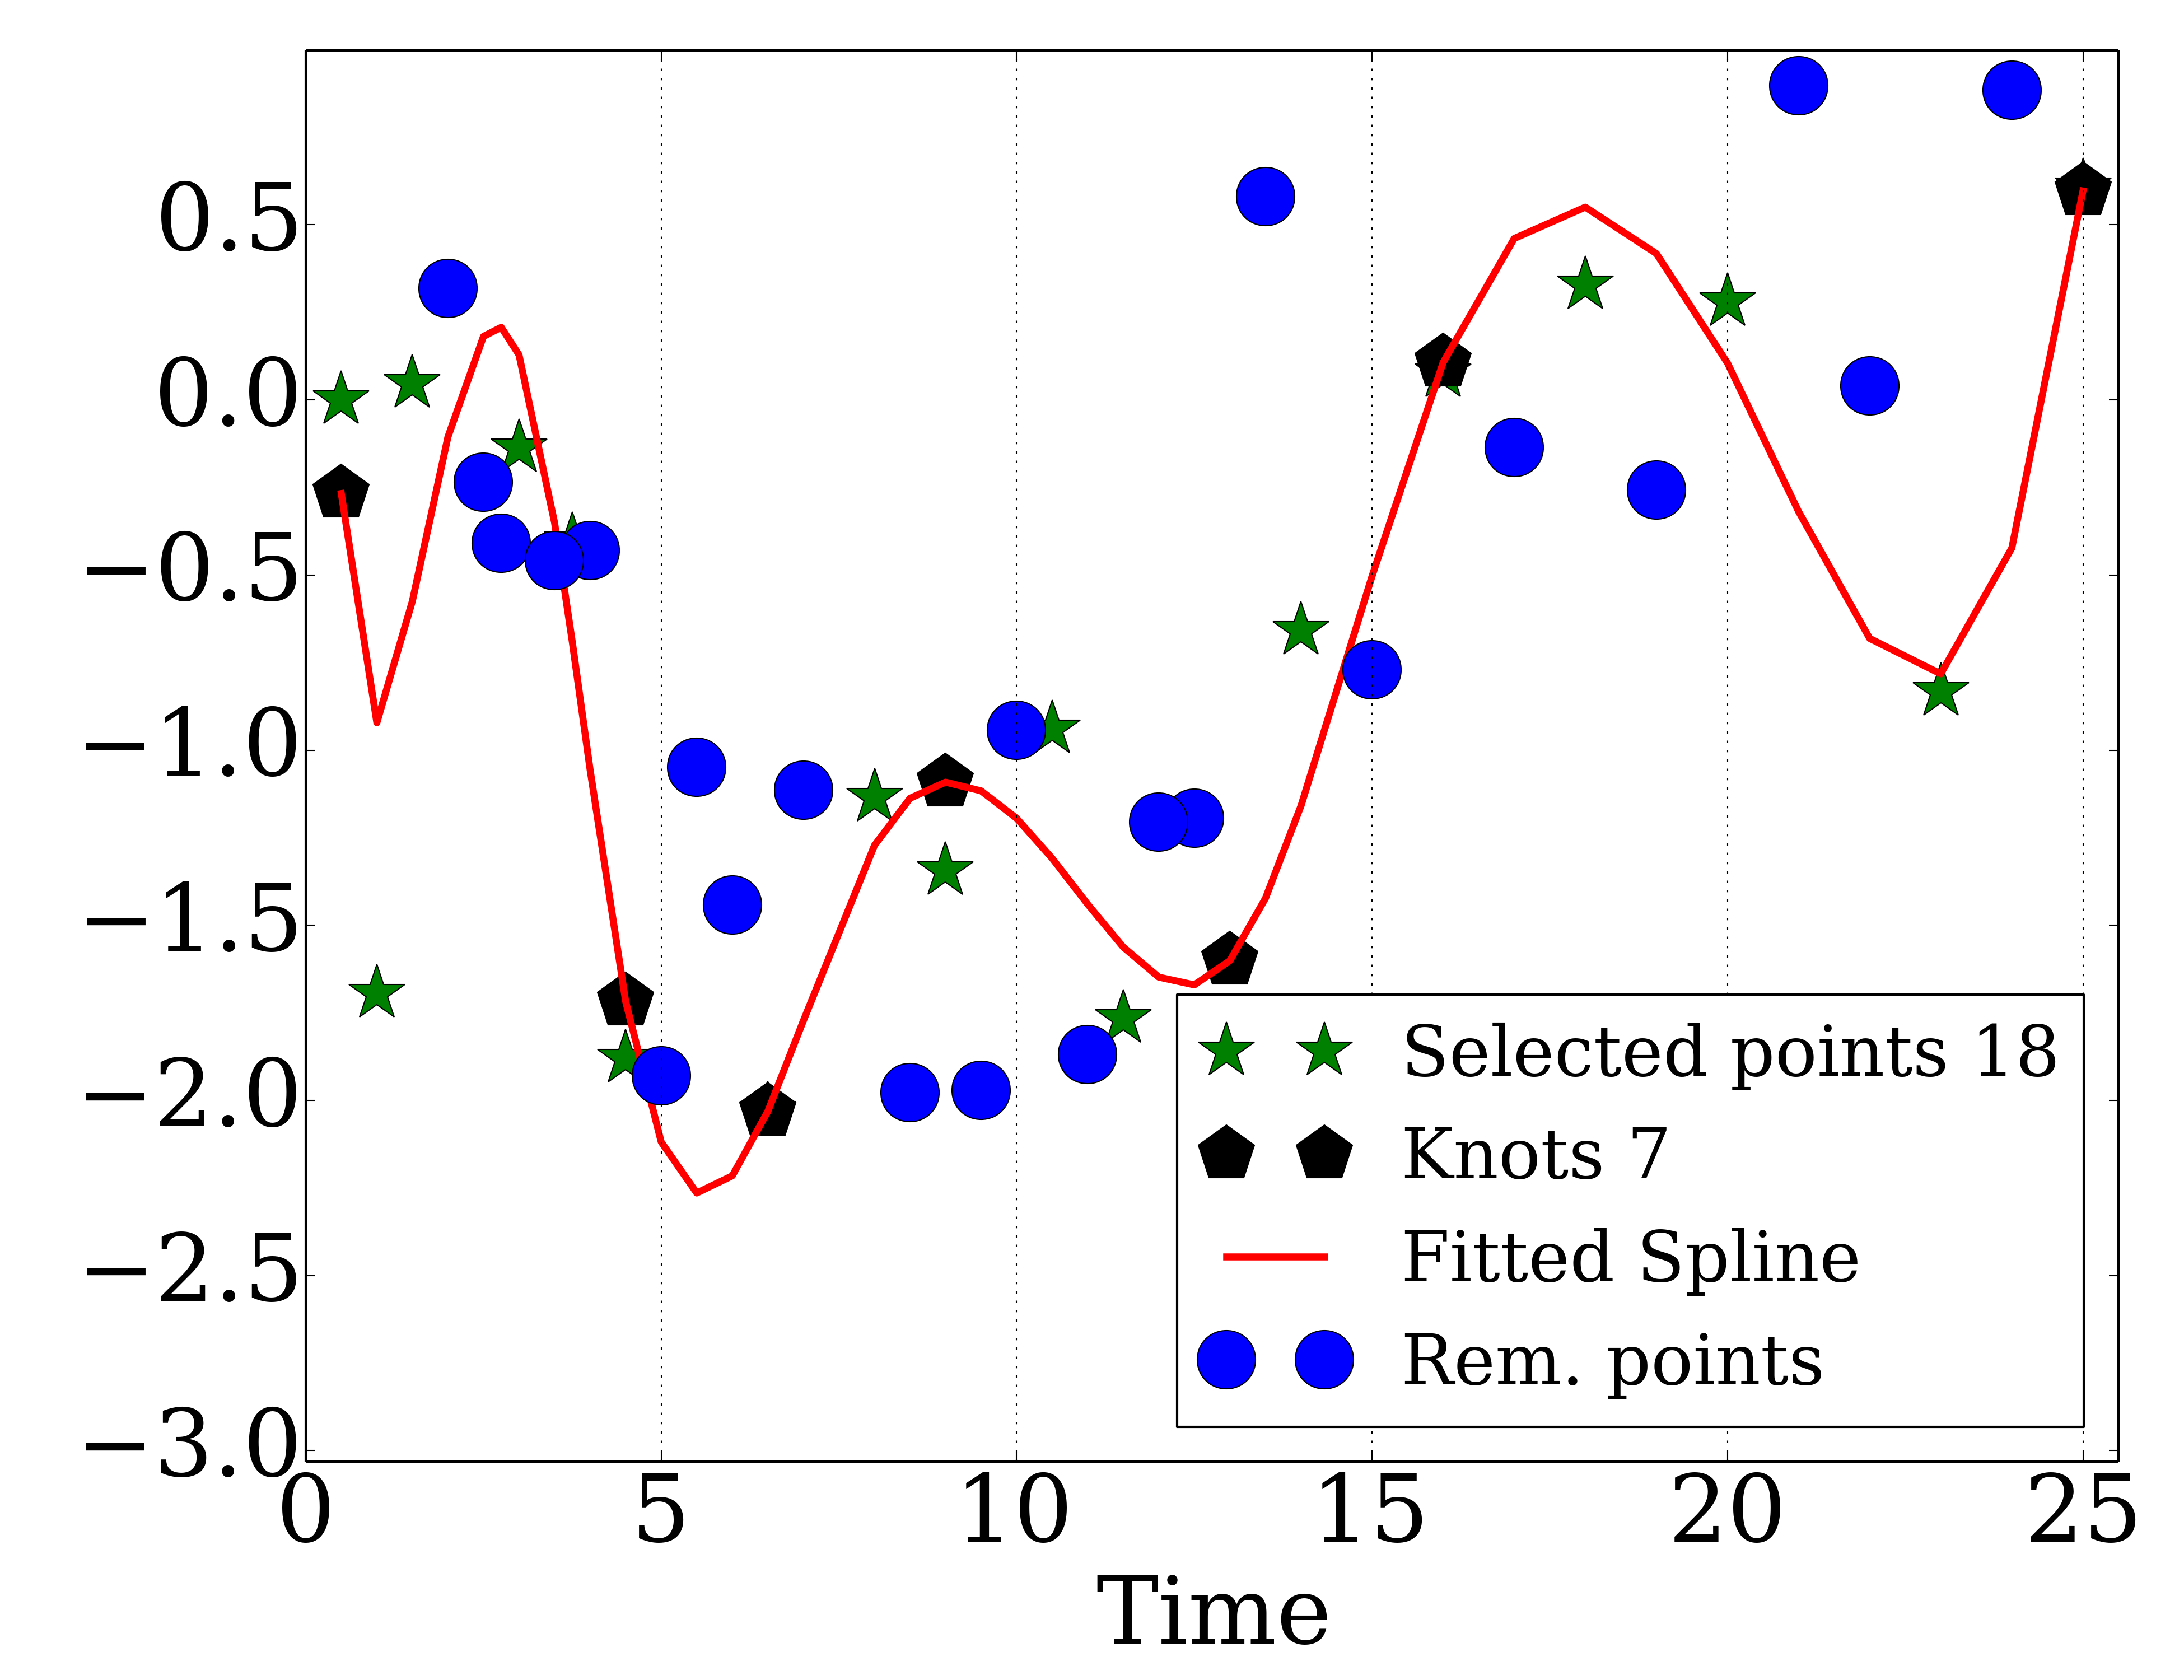 0.5
0.0
−0.5
−1.0
−1.5
−2.0
−2.5
−3.0
0 5 10 15 20 25
Time
Selected points 18
Knots 7
Fitted Spline
Rem. points